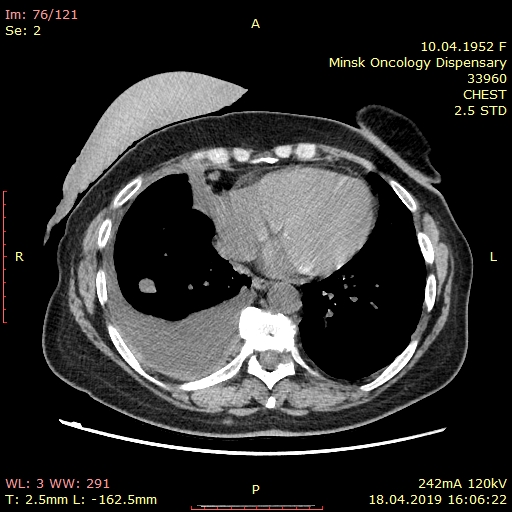 Im: 76/121
Se: 2
A
10.04.1952 F
Minsk Oncology Dispensary
33960
CHEST
2.5 STD
R
L
WL: 3 WW: 291
T: 2.5mm L: -162.5mm
P
242mA 120kV
18.04.2019 16:06:22